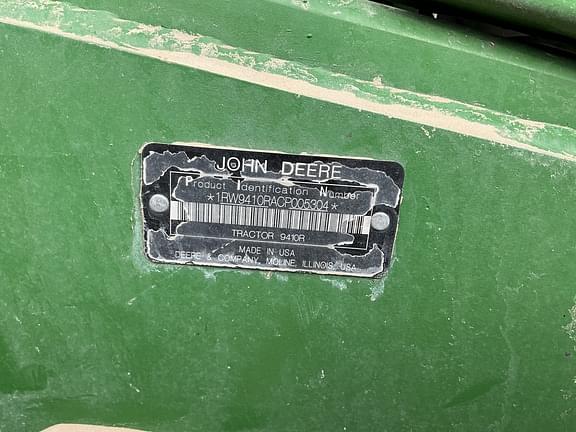 JOHN DEERE
Product Identification Number
*1RW9410RACP005304*
TRACTOR 9410R
MADE IN USA
DEERE & COMPANY MOLINE, ILLINOIS, USA